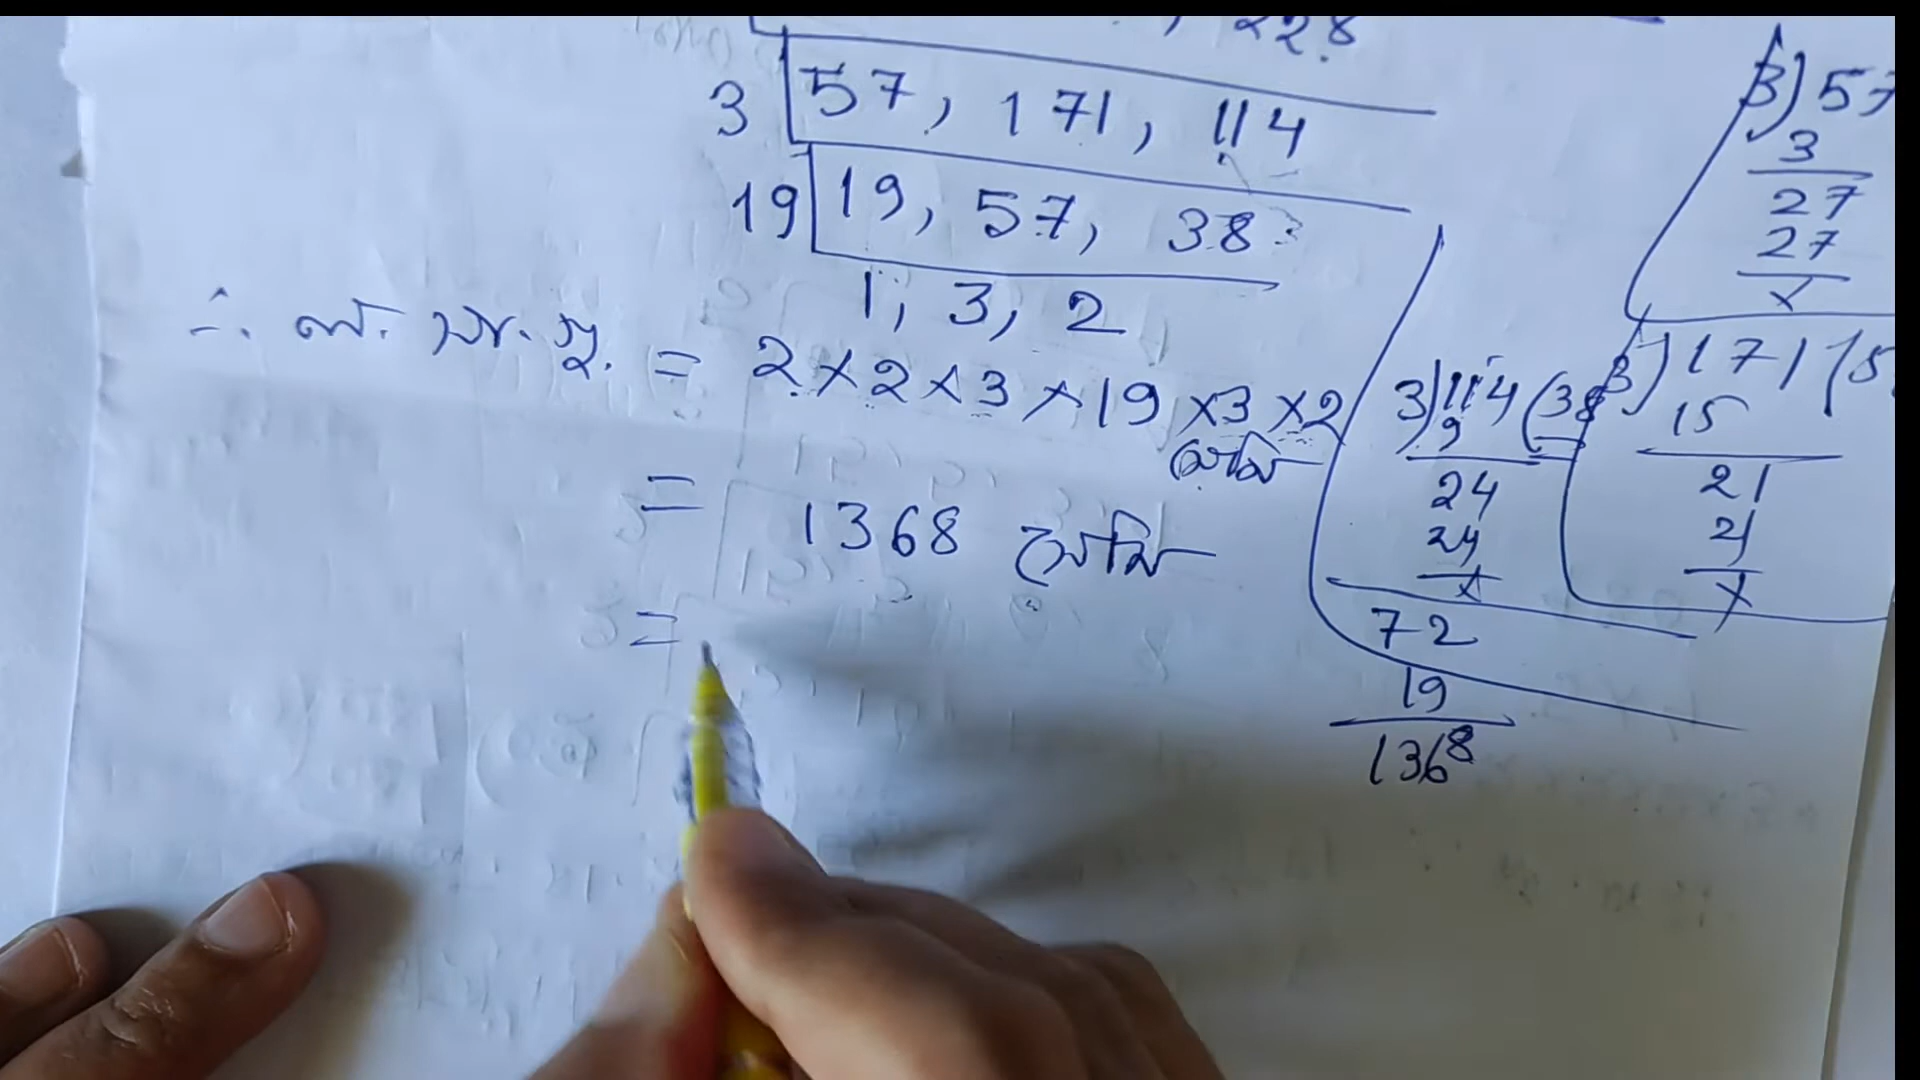 , 228
3 | 57, 171, 114
19 | 19, 57, 38
1, 3, 2
∴ ল. সা. গু. = 2 × 2 × 3 × 19 × 3 × 2 সেমি
= 1368 সেমি
=
3) 57
3
27
27
×
3) 171 (5
15
21
21
×
3) 114 (38
9
24
24
×
72
19
1368